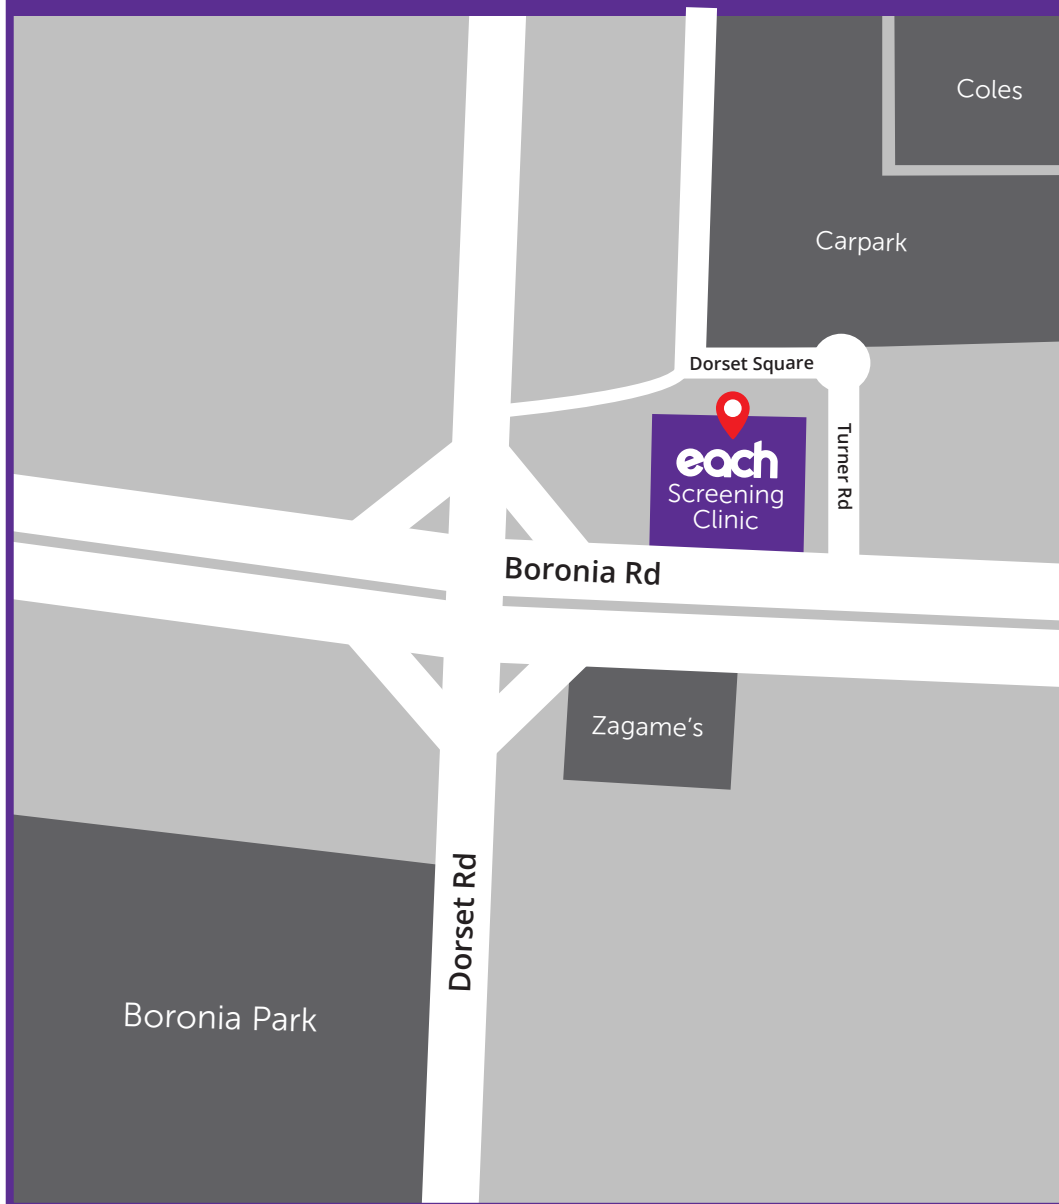 Coles
Carpark
Dorset Square
Turner Rd
each
Screening
Clinic
Boronia Rd
Zagame’s
Dorset Rd
Boronia Park